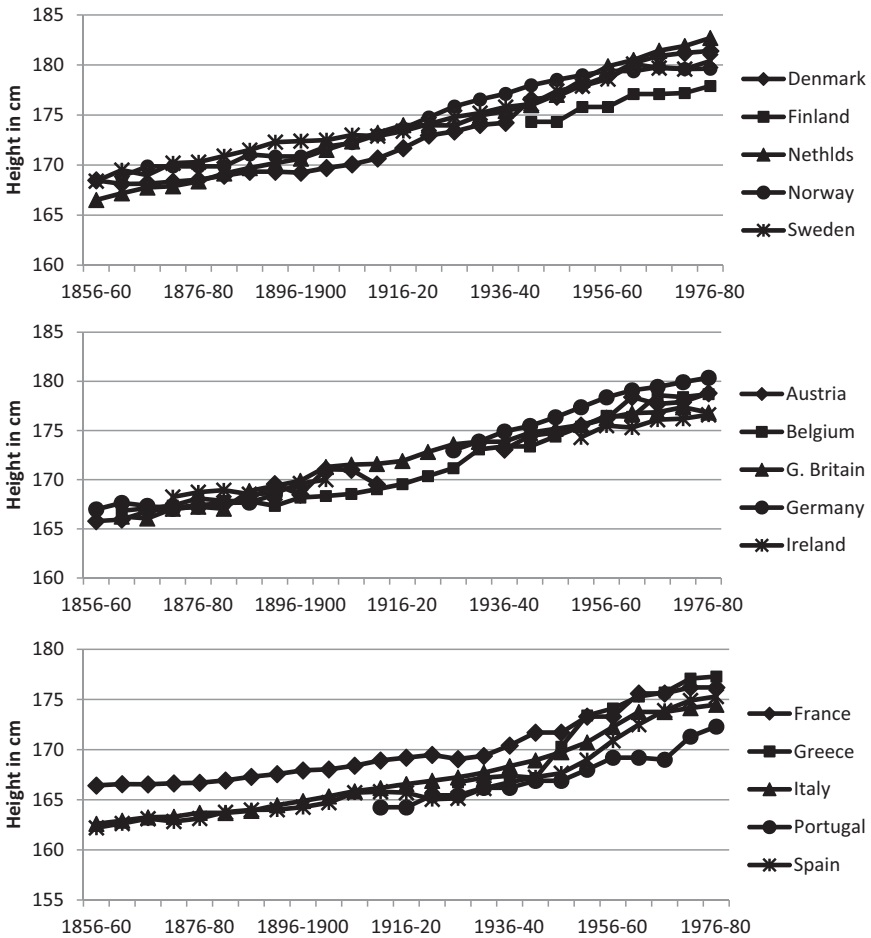 185
180
175
170
165
160
Height in cm
1856-60 1876-80 1896-1900 1916-20 1936-40 1956-60 1976-80
Denmark
Finland
Nethlds
Norway
Sweden
185
180
175
170
165
160
Height in cm
1856-60 1876-80 1896-1900 1916-20 1936-40 1956-60 1976-80
Austria
Belgium
G. Britain
Germany
Ireland
180
175
170
165
160
155
Height in cm
1856-60 1876-80 1896-1900 1916-20 1936-40 1956-60 1976-80
France
Greece
Italy
Portugal
Spain